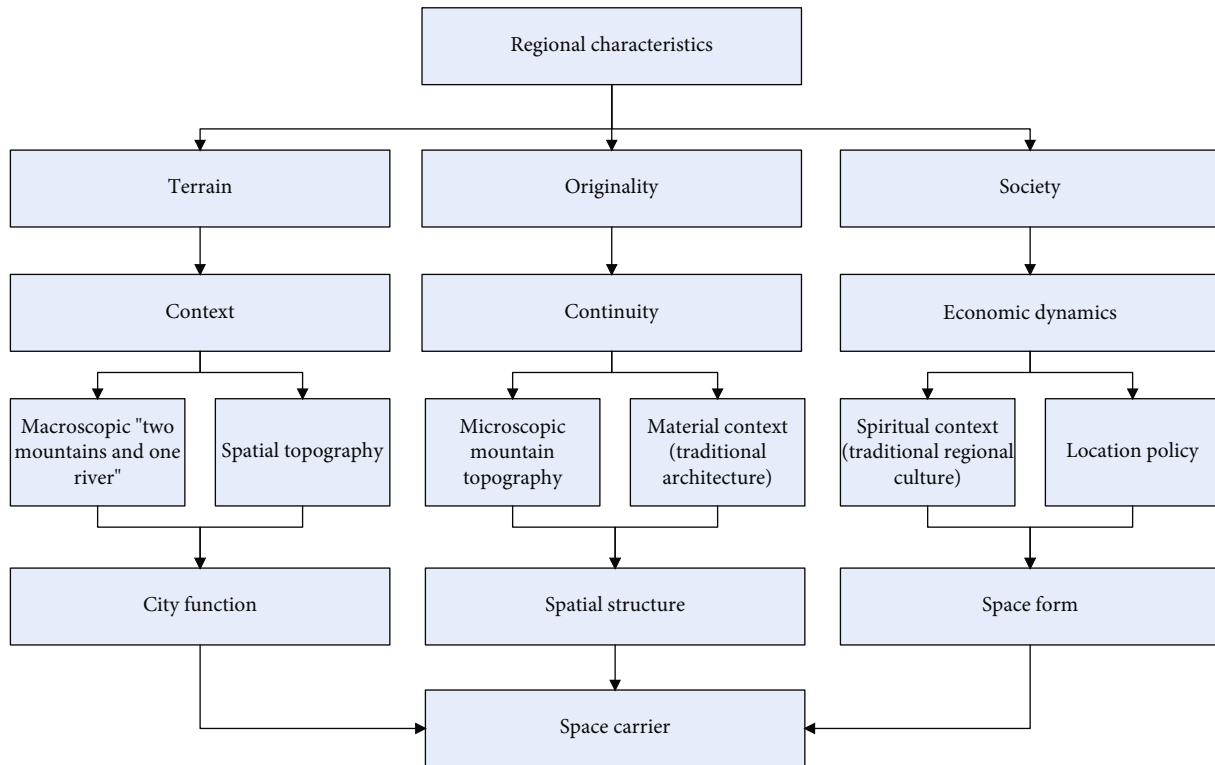 Regional characteristics
Terrain
Originality
Society
Context
Continuity
Economic dynamics
Macroscopic "two
mountains and one
river"
Spatial topography
Microscopic
mountain
topography
Material context
(traditional
architecture)
Spiritual context
(traditional regional
culture)
Location policy
City function
Spatial structure
Space form
Space carrier